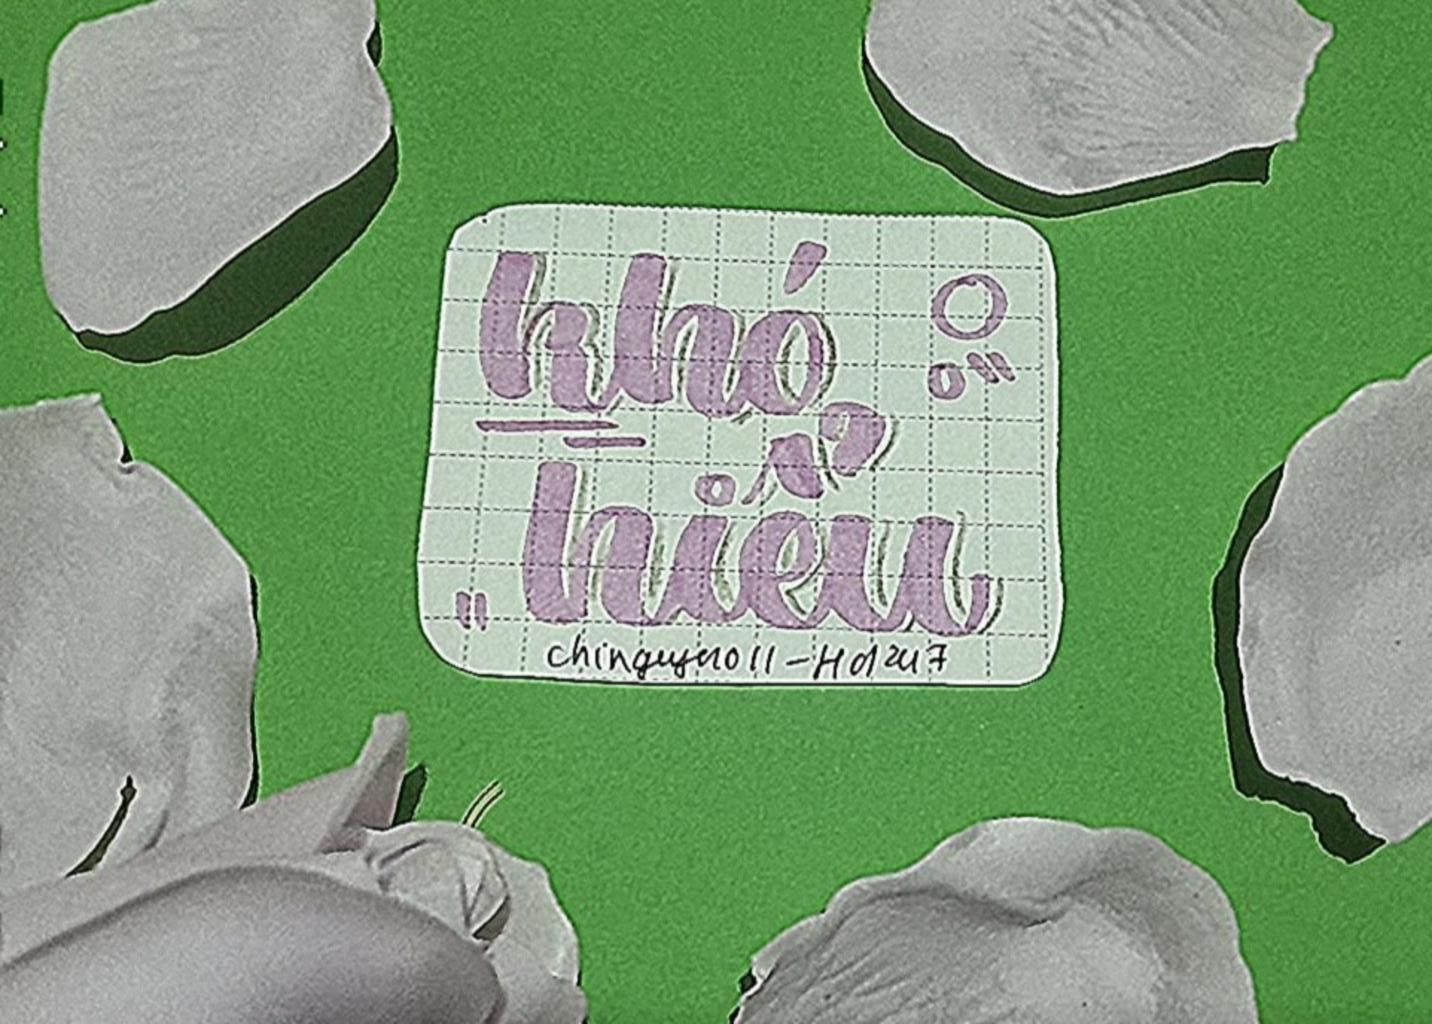 khó
hiểu
chinguyen011 - Hd247